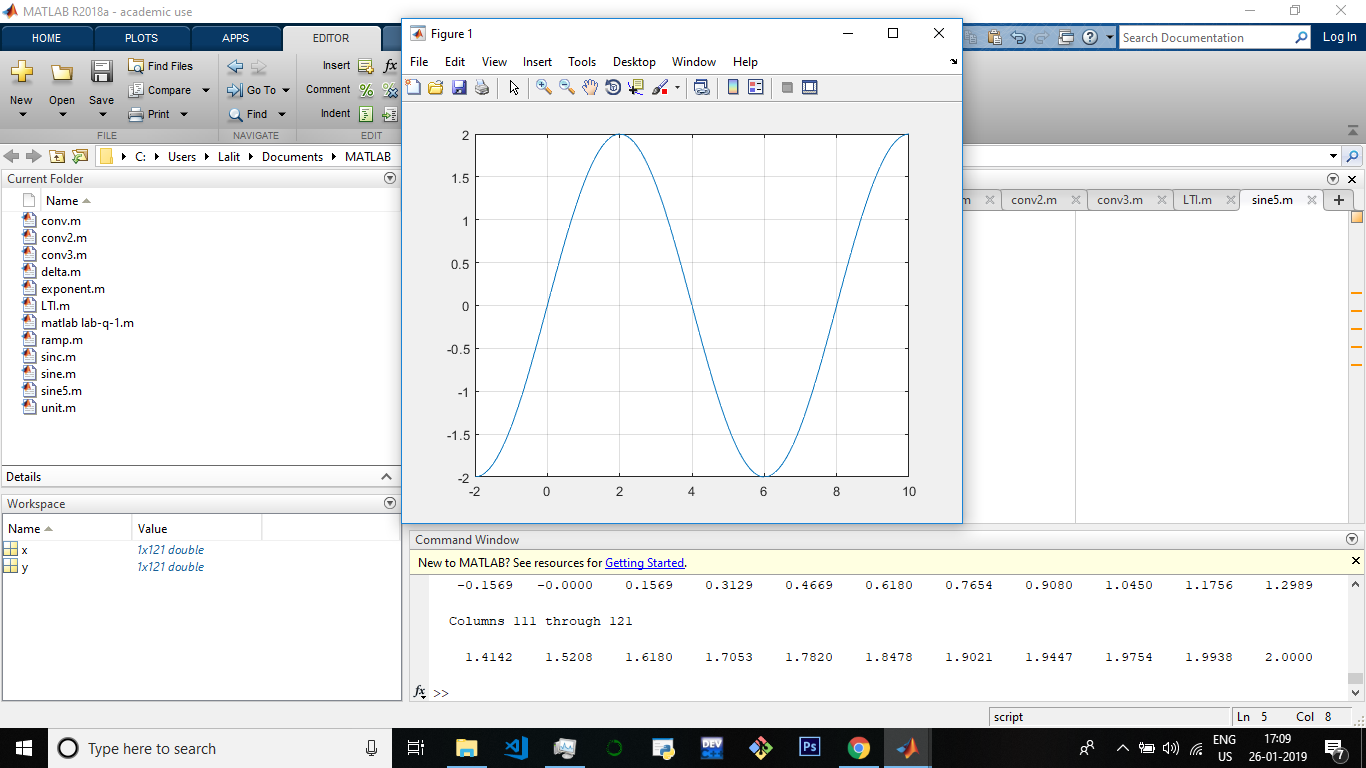 MATLAB R2018a - academic use
HOME PLOTS APPS EDITOR
Search Documentation
Log In
New Open Save
Find Files
Compare
Print
Go To
Find
Insert
Comment
Indent
FILE NAVIGATE EDIT
C: Users Lalit Documents MATLAB
Current Folder
Name
conv.m
conv2.m
conv3.m
delta.m
exponent.m
LTI.m
matlab lab-q-1.m
ramp.m
sinc.m
sine.m
sine5.m
unit.m
Details
Workspace
Name Value
x 1x121 double
y 1x121 double
Figure 1
File Edit View Insert Tools Desktop Window Help
2
1.5
1
0.5
0
-0.5
-1
-1.5
-2
-2 0 2 4 6 8 10
m conv2.m conv3.m LTI.m sine5.m
Command Window
New to MATLAB? See resources for Getting Started.
-0.1569 -0.0000 0.1569 0.3129 0.4669 0.6180 0.7654 0.9080 1.0450 1.1756 1.2989
Columns 111 through 121
1.4142 1.5208 1.6180 1.7053 1.7820 1.8478 1.9021 1.9447 1.9754 1.9938 2.0000
fx >>
script Ln 5 Col 8
Type here to search
DEV
Ps
ENG
US
17:09
26-01-2019
7